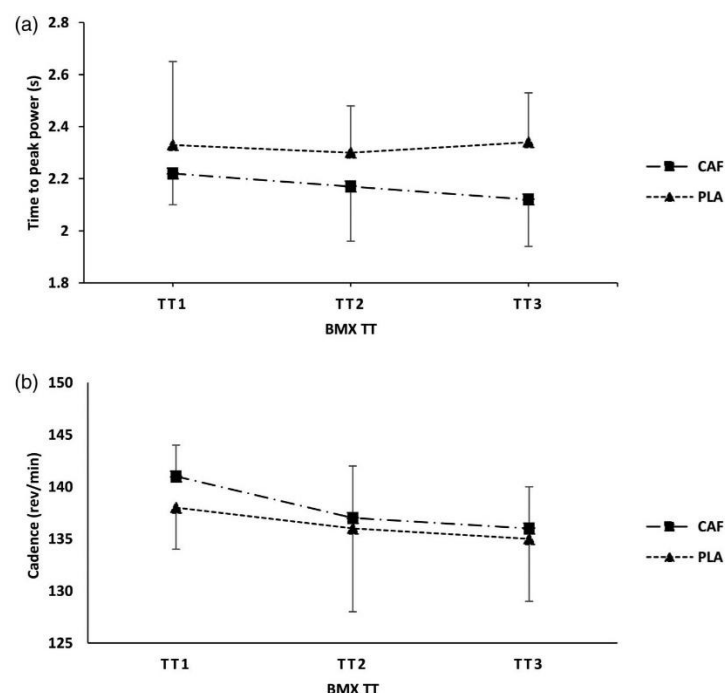 (a)
2.8
2.6
2.4
2.2
2
1.8
Time to peak power (s)
TT1 TT2 TT3
BMX TT
CAF
PLA
(b)
150
145
140
135
130
125
Cadence (rev/min)
TT1 TT2 TT3
BMX TT
CAF
PLA